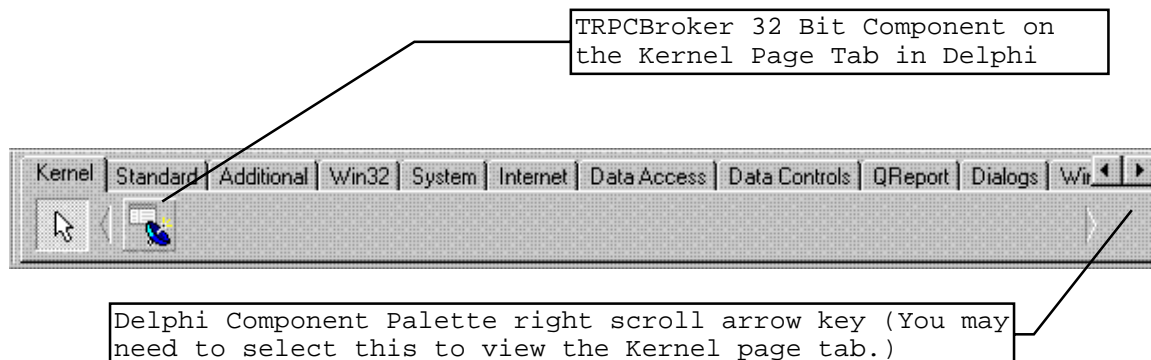 TRPCBroker 32 Bit Component on
the Kernel Page Tab in Delphi
Kernel Standard Additional Win32 System Internet Data Access Data Controls QReport Dialogs
Delphi Component Palette right scroll arrow key (You may
need to select this to view the Kernel page tab.)